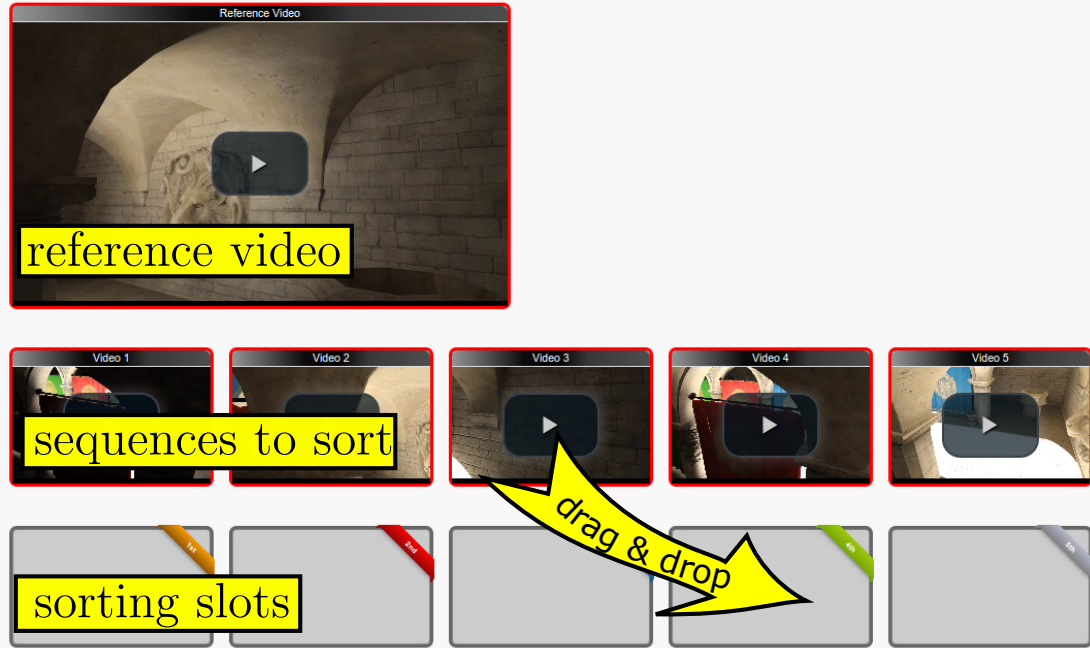 Reference Video
reference video
Video 1
Video 2
Video 3
Video 4
Video 5
sequences to sort
drag & drop
1st
2nd
4th
5th
sorting slots